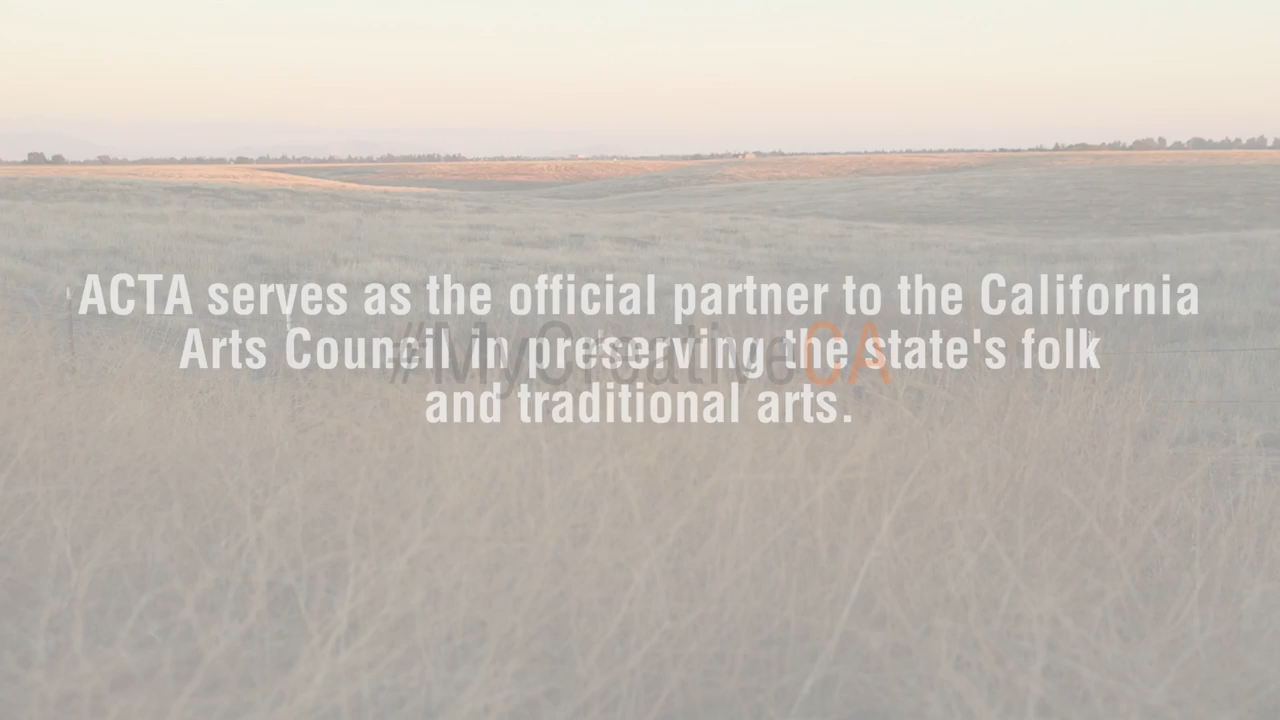 ACTA serves as the official partner to the California
Arts Council in preserving the state's folk
#MyCreativeCA
and traditional arts.